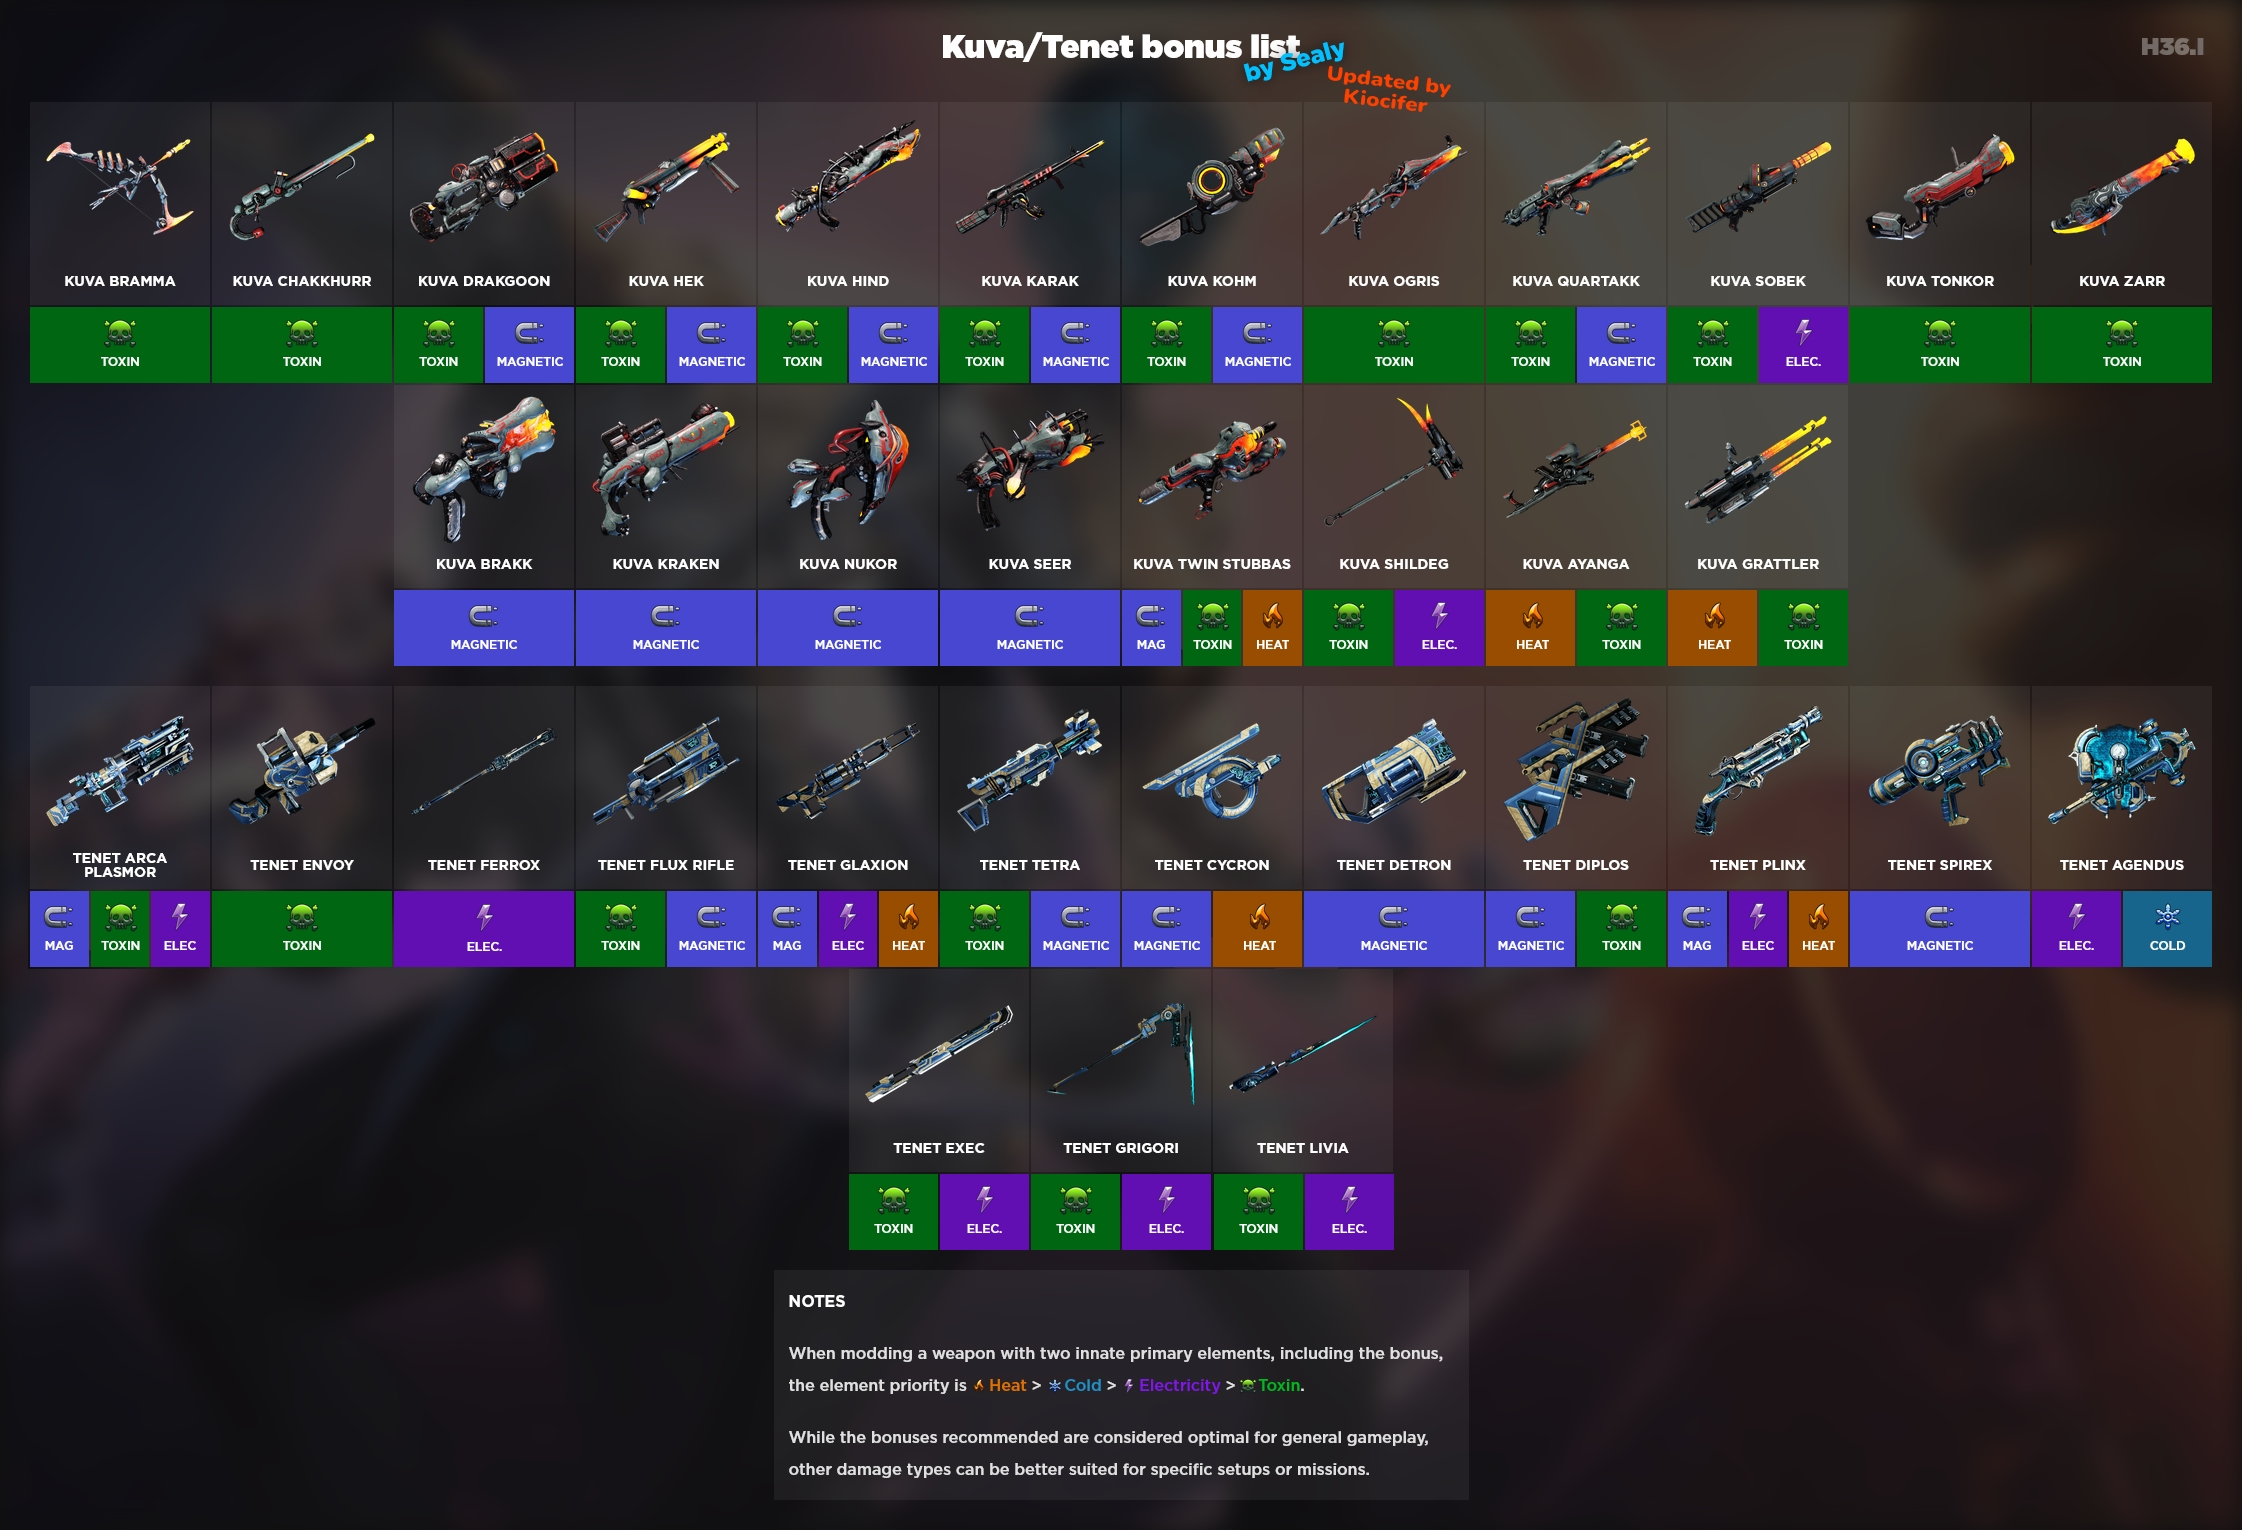 Kuva/Tenet bonus list
by Sealy
Updated by
Kiocifer
H36.I
KUVA BRAMMA KUVA CHAKKHURR KUVA DRAKGOON KUVA HEK KUVA HIND KUVA KARAK KUVA KOHM KUVA OGRIS KUVA QUARTAKK KUVA SOBEK KUVA TONKOR KUVA ZARR
TOXIN TOXIN TOXIN MAGNETIC TOXIN MAGNETIC TOXIN MAGNETIC TOXIN MAGNETIC TOXIN MAGNETIC TOXIN TOXIN MAGNETIC TOXIN ELEC. TOXIN TOXIN
KUVA BRAKK KUVA KRAKEN KUVA NUKOR KUVA SEER KUVA TWIN STUBBAS KUVA SHILDEG KUVA AYANGA KUVA GRATTLER
MAGNETIC MAGNETIC MAGNETIC MAGNETIC MAG TOXIN HEAT TOXIN ELEC. HEAT TOXIN HEAT TOXIN
TENET ARCA
PLASMOR TENET ENVOY TENET FERROX TENET FLUX RIFLE TENET GLAXION TENET TETRA TENET CYCRON TENET DETRON TENET DIPLOS TENET PLINX TENET SPIREX TENET AGENDUS
MAG TOXIN ELEC TOXIN ELEC. TOXIN MAGNETIC MAG ELEC HEAT TOXIN MAGNETIC MAGNETIC HEAT MAGNETIC MAGNETIC TOXIN MAG ELEC HEAT MAGNETIC ELEC. COLD
TENET EXEC TENET GRIGORI TENET LIVIA
TOXIN ELEC. TOXIN ELEC. TOXIN ELEC.
NOTES
When modding a weapon with two innate primary elements, including the bonus,
the element priority is Heat > Cold > Electricity > Toxin.
While the bonuses recommended are considered optimal for general gameplay,
other damage types can be better suited for specific setups or missions.